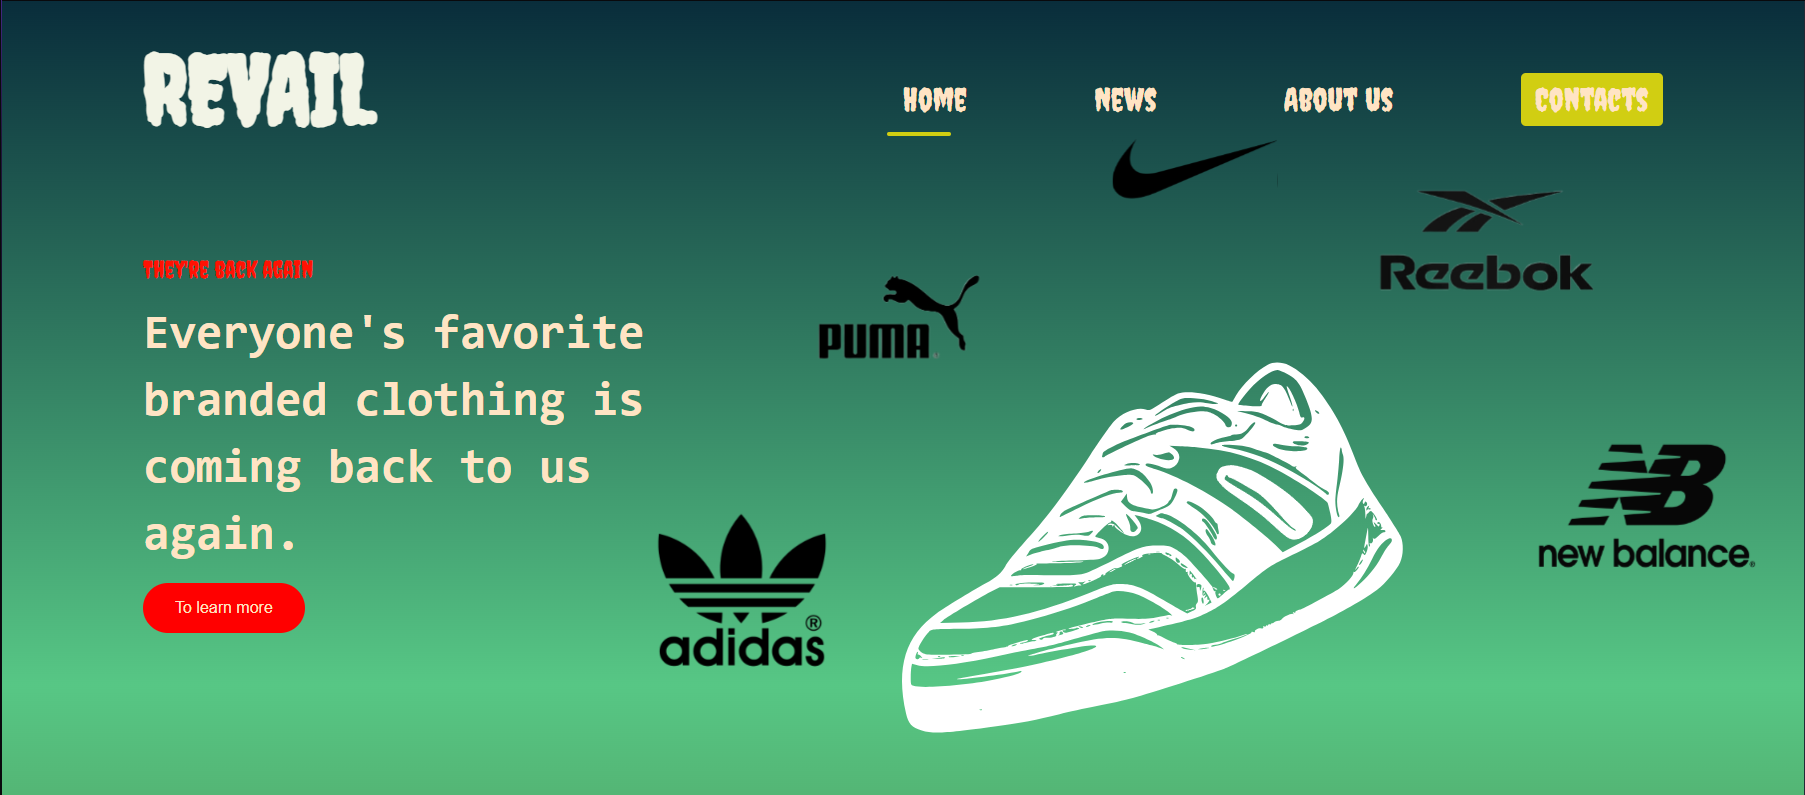 REVAIL
HOME
NEWS
ABOUT US
CONTACTS
Reebok
THEY'RE BACK AGAIN
PUMA
Everyone's favorite
branded clothing is
coming back to us
again.
new balance
adidas®
To learn more